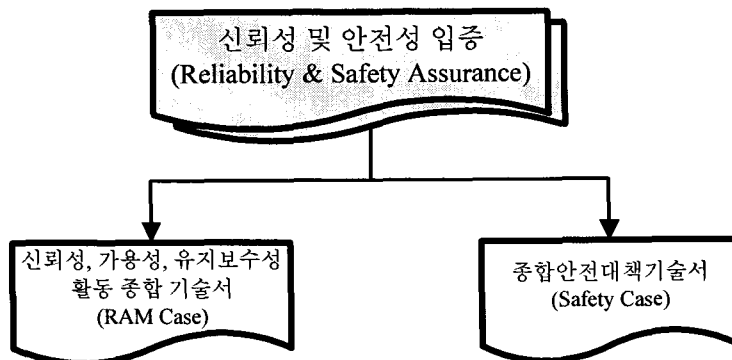 신뢰성 및 안전성 입증
(Reliability & Safety Assurance)
신뢰성, 가용성, 유지보수성
활동 종합 기술서
(RAM Case)
종합안전대책기술서
(Safety Case)